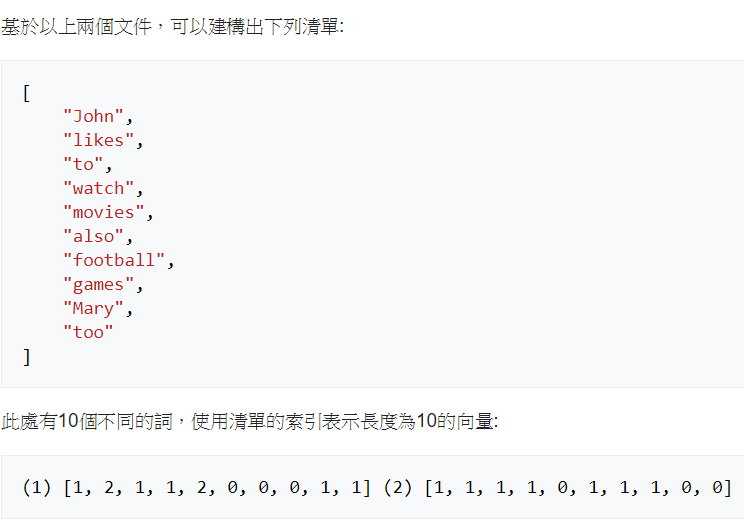 基於以上兩個文件，可以建構出下列清單:
[
"John",
"likes",
"to",
"watch",
"movies",
"also",
"football",
"games",
"Mary",
"too"
]
此處有10個不同的詞，使用清單的索引表示長度為10的向量:
(1) [1, 2, 1, 1, 2, 0, 0, 0, 1, 1] (2) [1, 1, 1, 1, 0, 1, 1, 1, 0, 0]